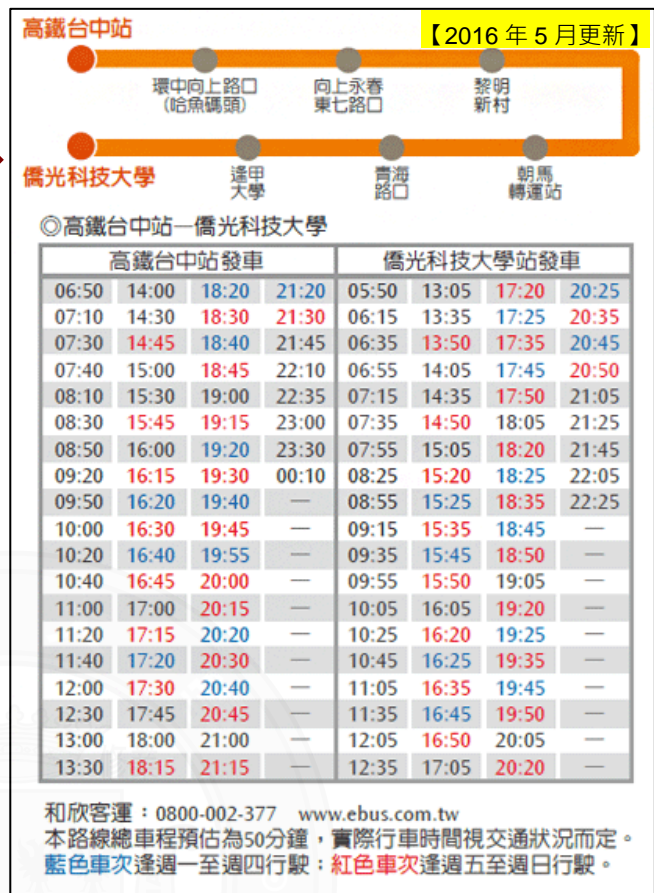 高鐵台中站
【2016 年 5 月更新】
環中向上路口
(哈魚碼頭)
向上永春
東七路口
黎明
新村
僑光科技大學
逢甲
大學
青海
路口
朝馬
轉運站
◎高鐵台中站—僑光科技大學
高鐵台中站發車 僑光科技大學站發車
06:50 14:00 18:20 21:20 05:50 13:05 17:20 20:25
07:10 14:30 18:30 21:30 06:15 13:35 17:25 20:35
07:30 14:45 18:40 21:45 06:35 13:50 17:35 20:45
07:40 15:00 18:45 22:10 06:55 14:05 17:45 20:50
08:10 15:30 19:00 22:35 07:15 14:35 17:50 21:05
08:30 15:45 19:15 23:00 07:35 14:50 18:05 21:25
08:50 16:00 19:20 23:30 07:55 15:05 18:20 21:45
09:20 16:15 19:30 00:10 08:25 15:20 18:25 22:05
09:50 16:20 19:40 — 08:55 15:25 18:35 22:25
10:00 16:30 19:45 — 09:15 15:35 18:45 —
10:20 16:40 19:55 — 09:35 15:45 18:50 —
10:40 16:45 20:00 — 09:55 15:50 19:05 —
11:00 17:00 20:15 — 10:05 16:05 19:20 —
11:20 17:15 20:20 — 10:25 16:20 19:25 —
11:40 17:20 20:30 — 10:45 16:25 19:35 —
12:00 17:30 20:40 — 11:05 16:35 19:45 —
12:30 17:45 20:45 — 11:35 16:45 19:50 —
13:00 18:00 21:00 — 12:05 16:50 20:05 —
13:30 18:15 21:15 — 12:35 17:05 20:20 —
和欣客運：0800-002-377 www.ebus.com.tw
本路線總車程預估為50分鐘，實際行車時間視交通狀況而定。
藍色車次逢週一至週四行駛；紅色車次逢週五至週日行駛。